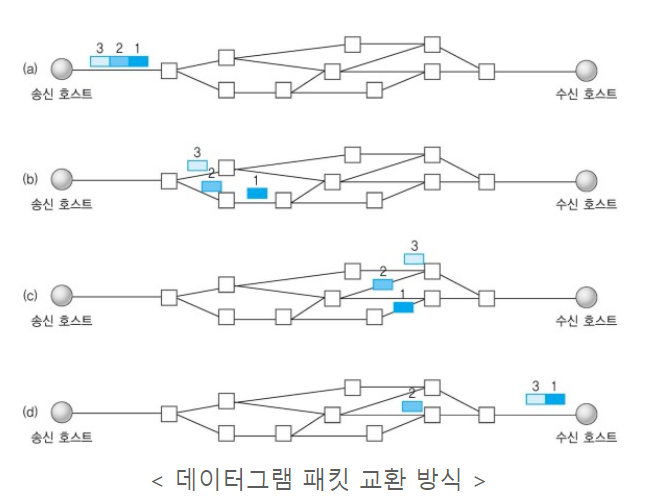 3 2 1
(a)
송신 호스트 수신 호스트
3
(b) 2 1
송신 호스트 수신 호스트
3
2
(c) 1
송신 호스트 수신 호스트
3 1
2
(d)
송신 호스트 수신 호스트
< 데이터그램 패킷 교환 방식 >